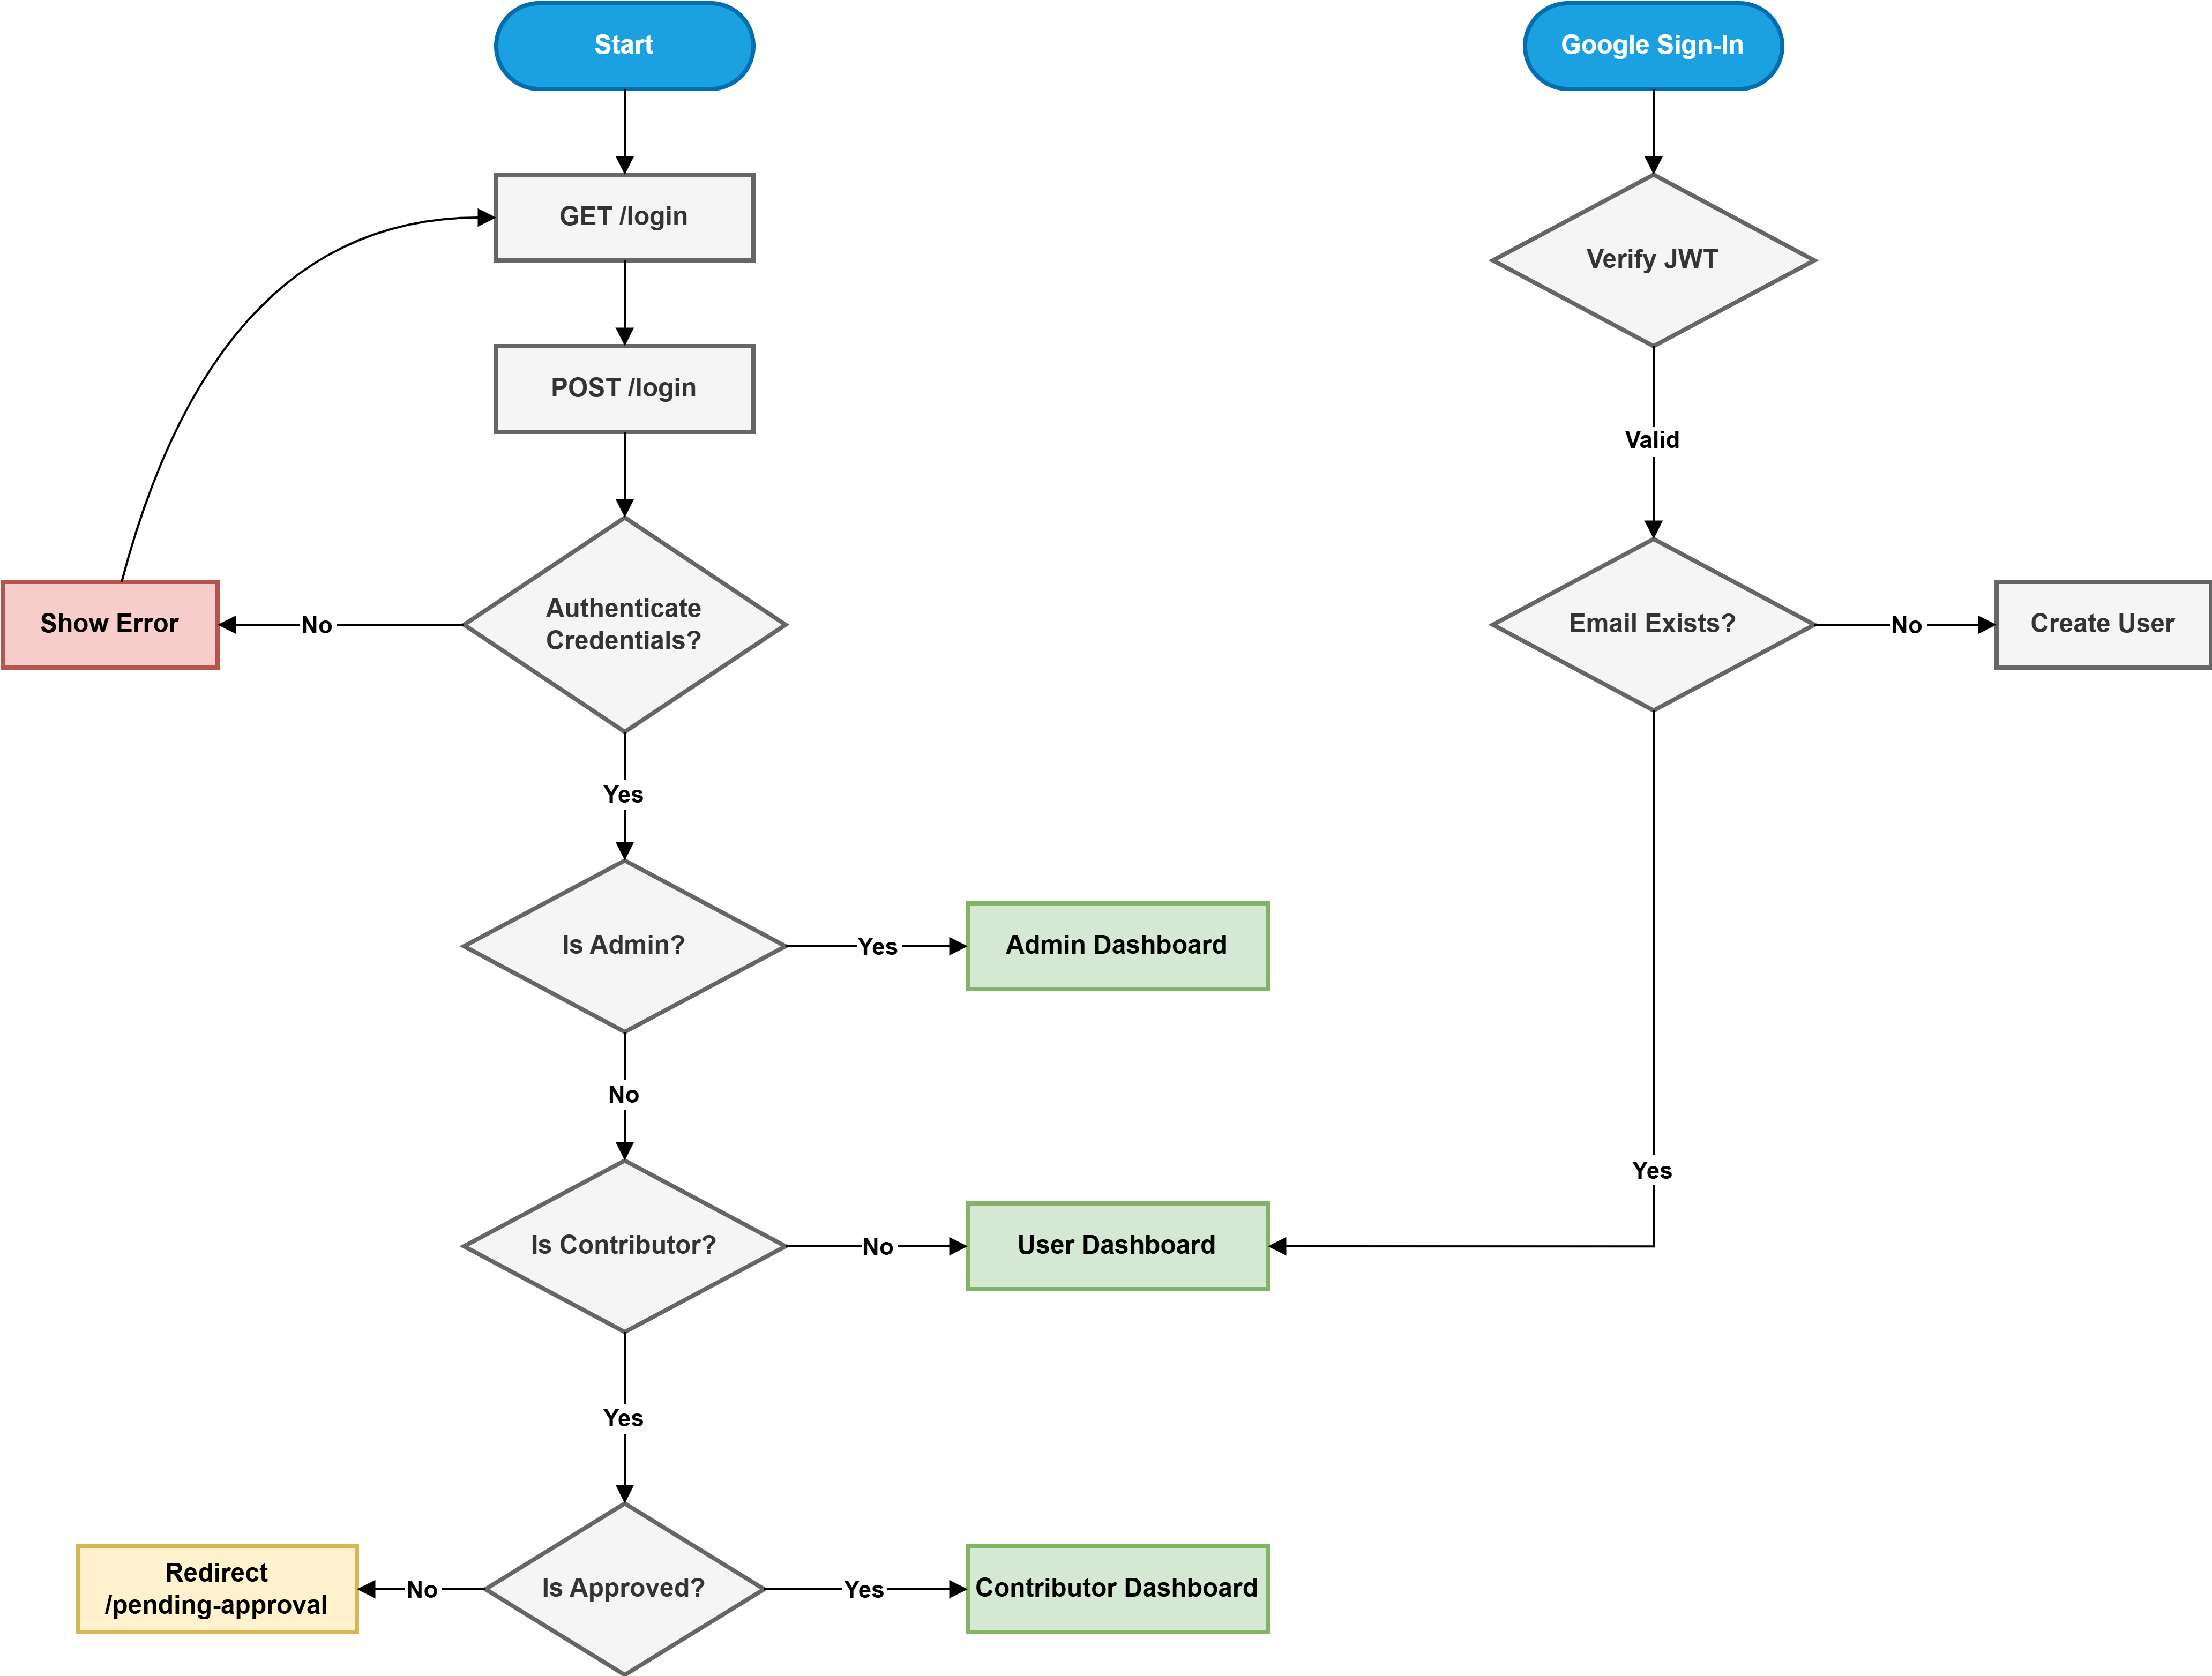 Start
Google Sign-In
GET /login
Verify JWT
POST /login
Valid
Authenticate
Credentials?
No
Show Error
Email Exists?
No
Create User
Yes
Is Admin?
Yes
Admin Dashboard
No
Yes
Is Contributor?
No
User Dashboard
Yes
Is Approved?
No
Redirect
/pending-approval
Yes
Contributor Dashboard